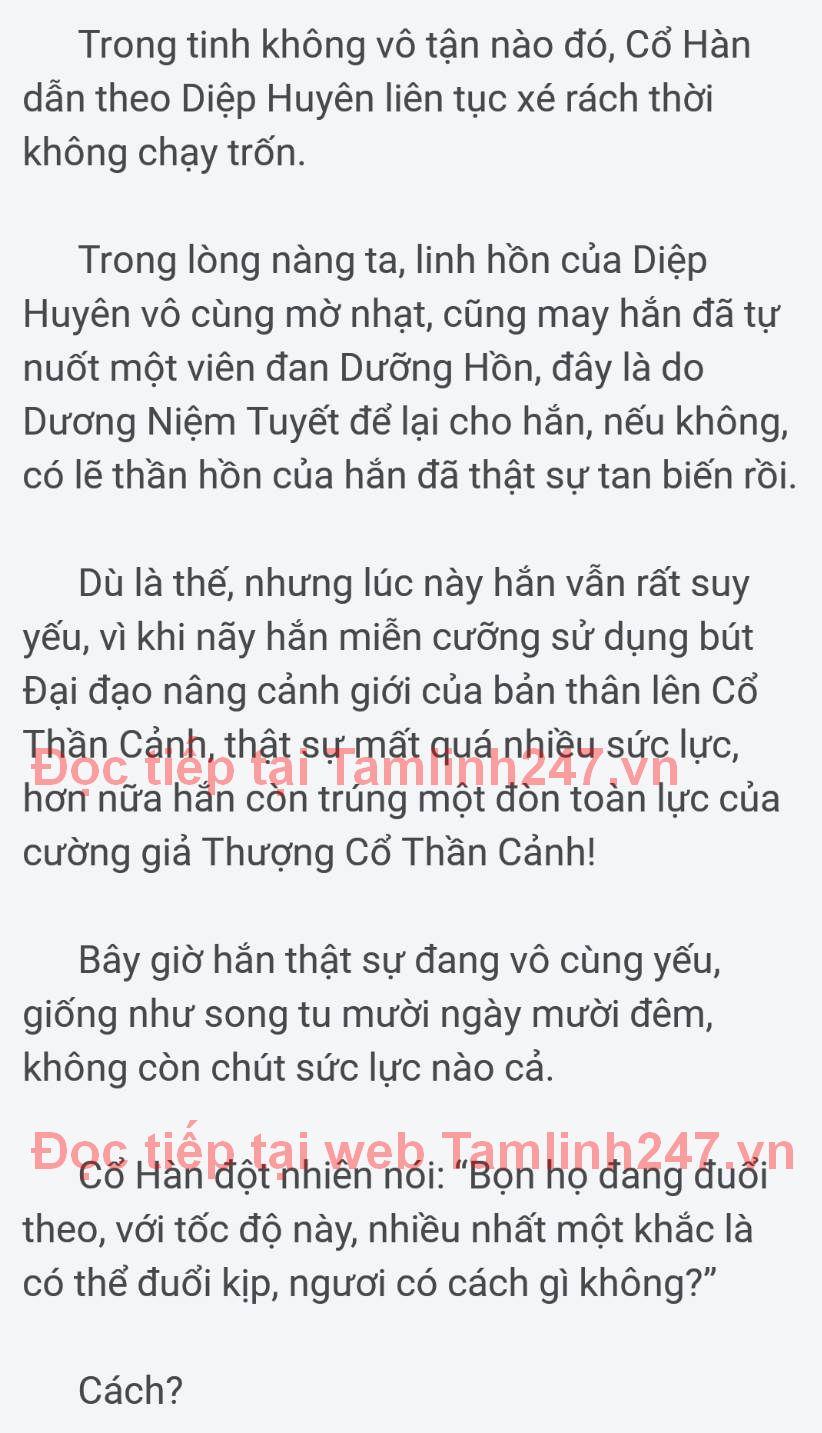 Trong tinh không vô tận nào đó, Cổ Hàn
dẫn theo Diệp Huyên liên tục xé rách thời
không chạy trốn.
Trong lòng nàng ta, linh hồn của Diệp
Huyên vô cùng mờ nhạt, cũng may hắn đã tự
nuốt một viên đan Dưỡng Hồn, đây là do
Dương Niệm Tuyết để lại cho hắn, nếu không,
có lẽ thần hồn của hắn đã thật sự tan biến rồi.
Dù là thế, nhưng lúc này hắn vẫn rất suy
yếu, vì khi nãy hắn miễn cưỡng sử dụng bút
Đại đạo nâng cảnh giới của bản thân lên Cổ
Thần Cảnh, thật sự mất quá nhiều sức lực,
Đọc tiếp tại Tamlinh247.vn
hơn nữa hắn còn trúng một đòn toàn lực của
cường giả Thượng Cổ Thần Cảnh!
Bây giờ hắn thật sự đang vô cùng yếu,
giống như song tu mười ngày mười đêm,
không còn chút sức lực nào cả.
Đọc tiếp tại web Tamlinh247.vn
Cổ Hàn đột nhiên nói: “Bọn họ đang đuổi
theo, với tốc độ này, nhiều nhất một khắc là
có thể đuổi kịp, ngươi có cách gì không?”
Cách?